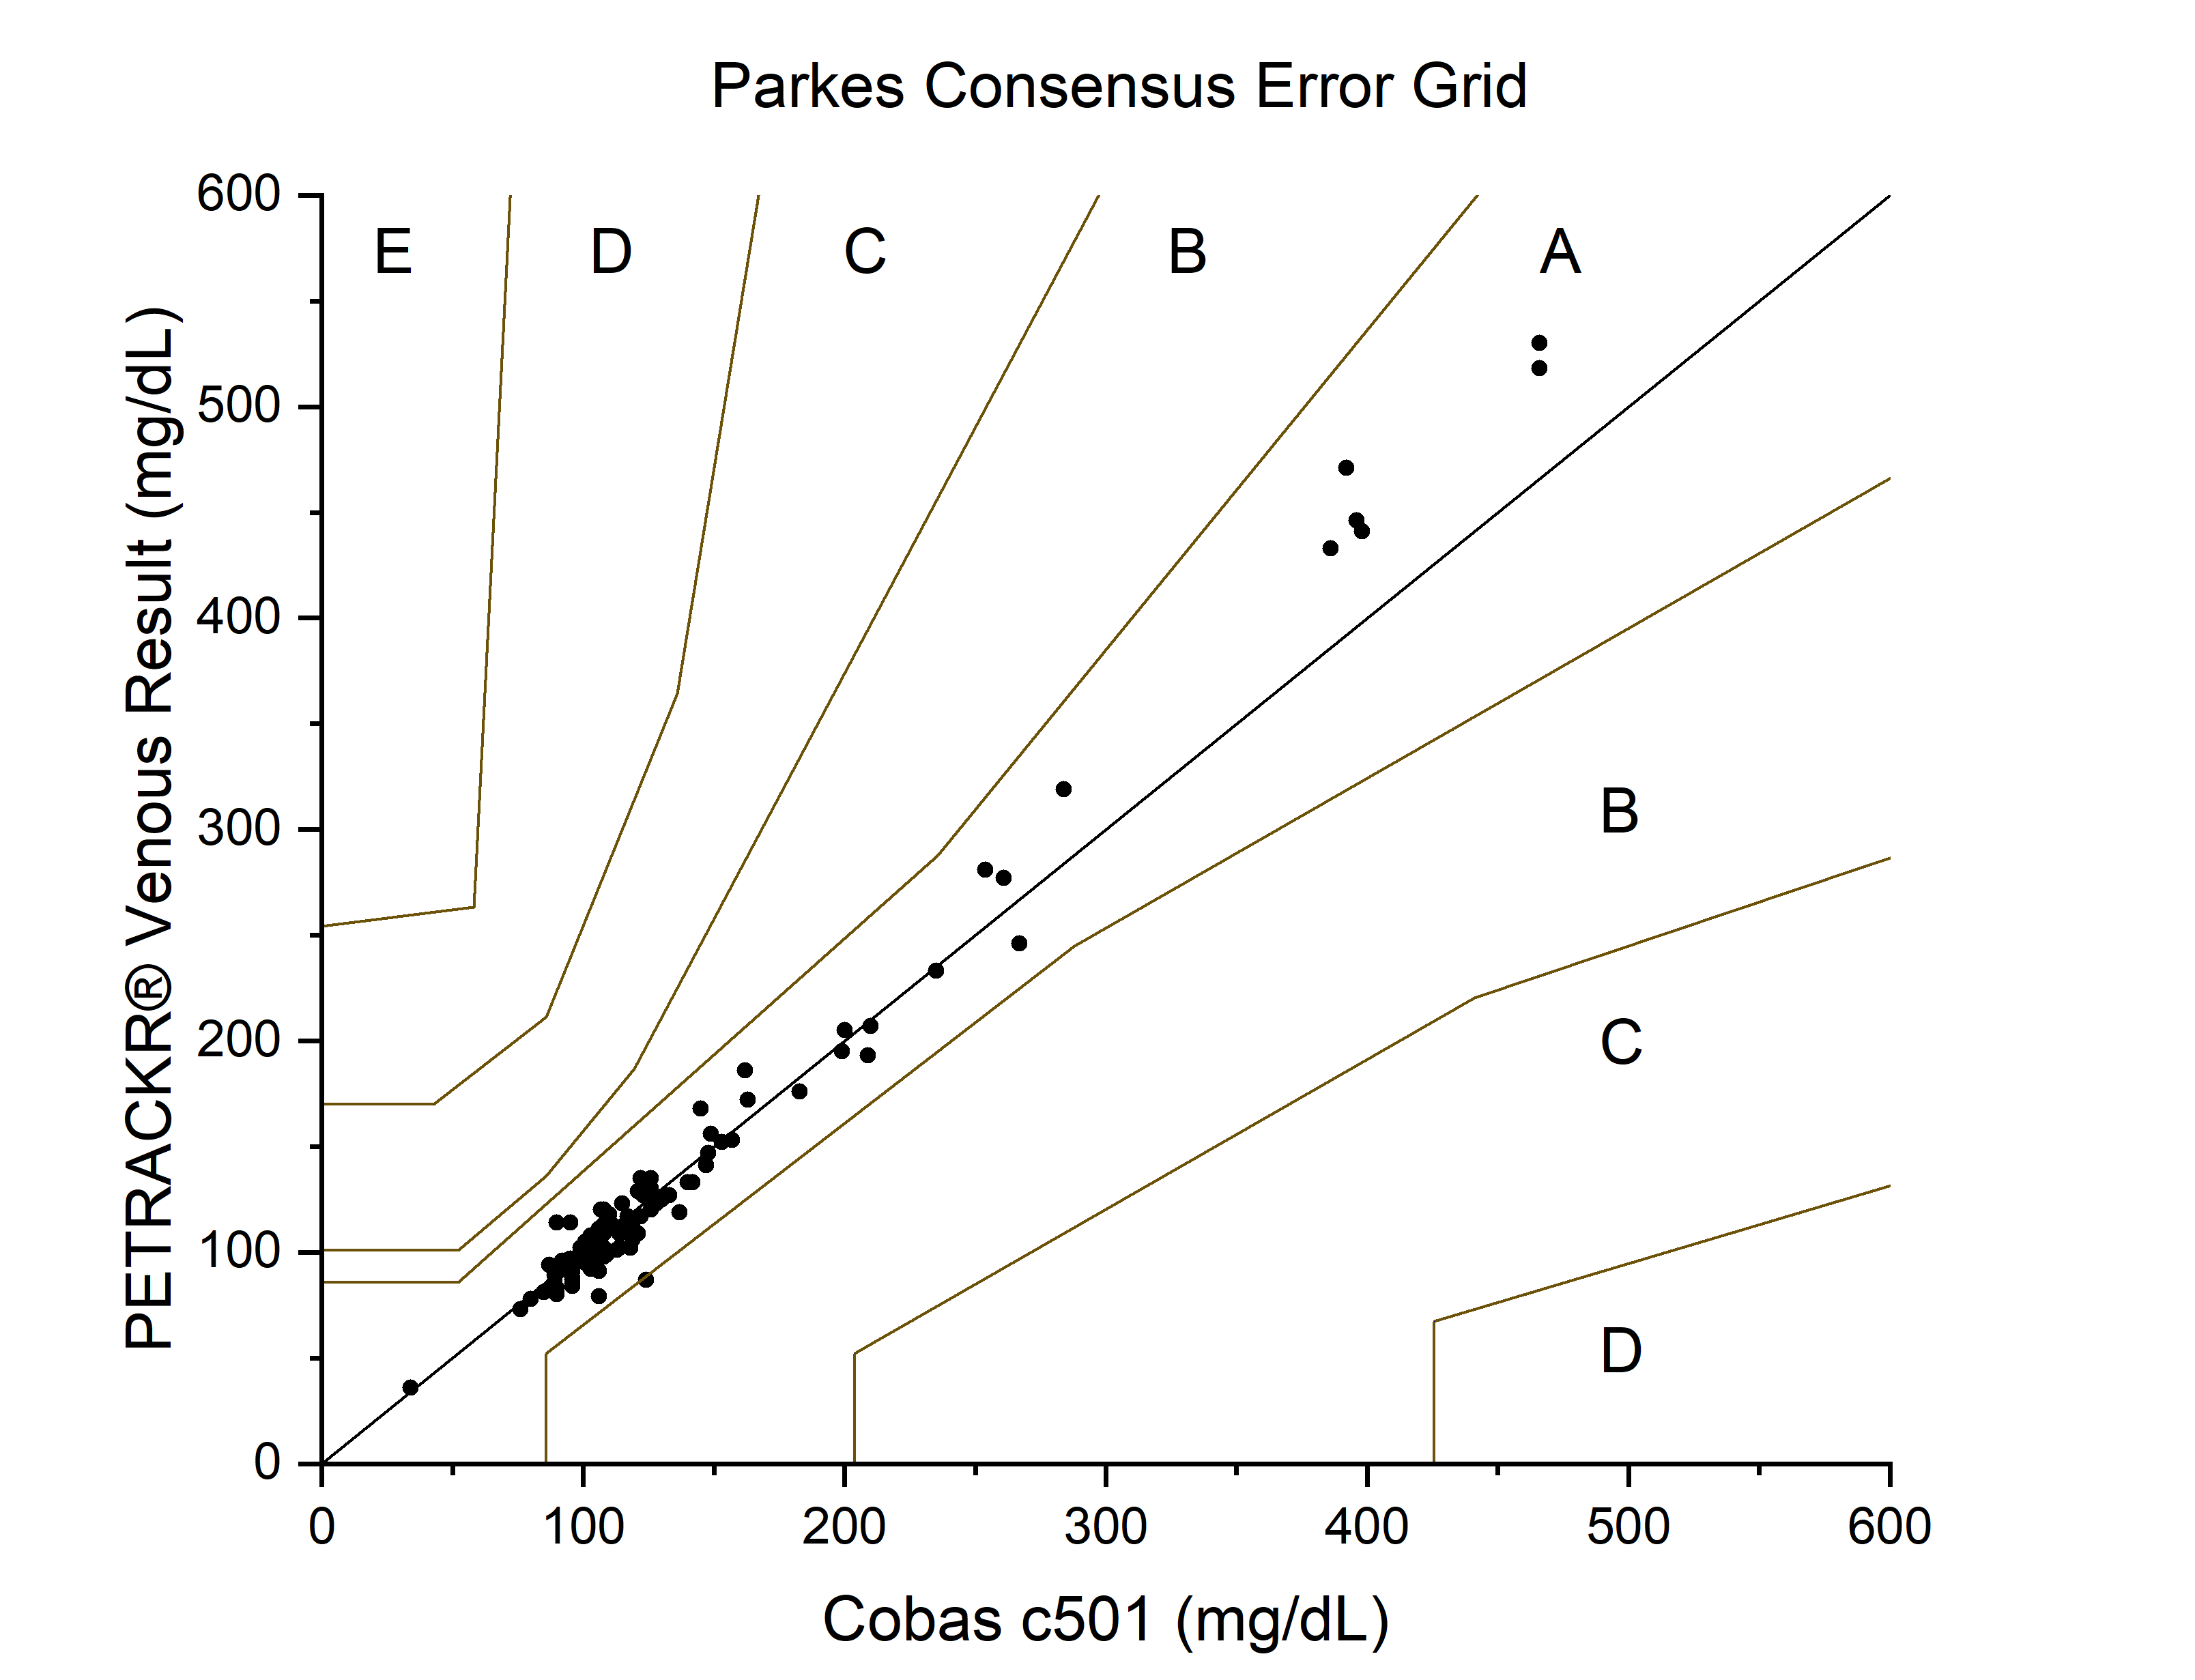 Parkes Consensus Error Grid
600
500
400
300
200
100
0
PETRACKR® Venous Result (mg/dL)
E
D
C
B
A
B
C
D
0
100
200
300
400
500
600
Cobas c501 (mg/dL)